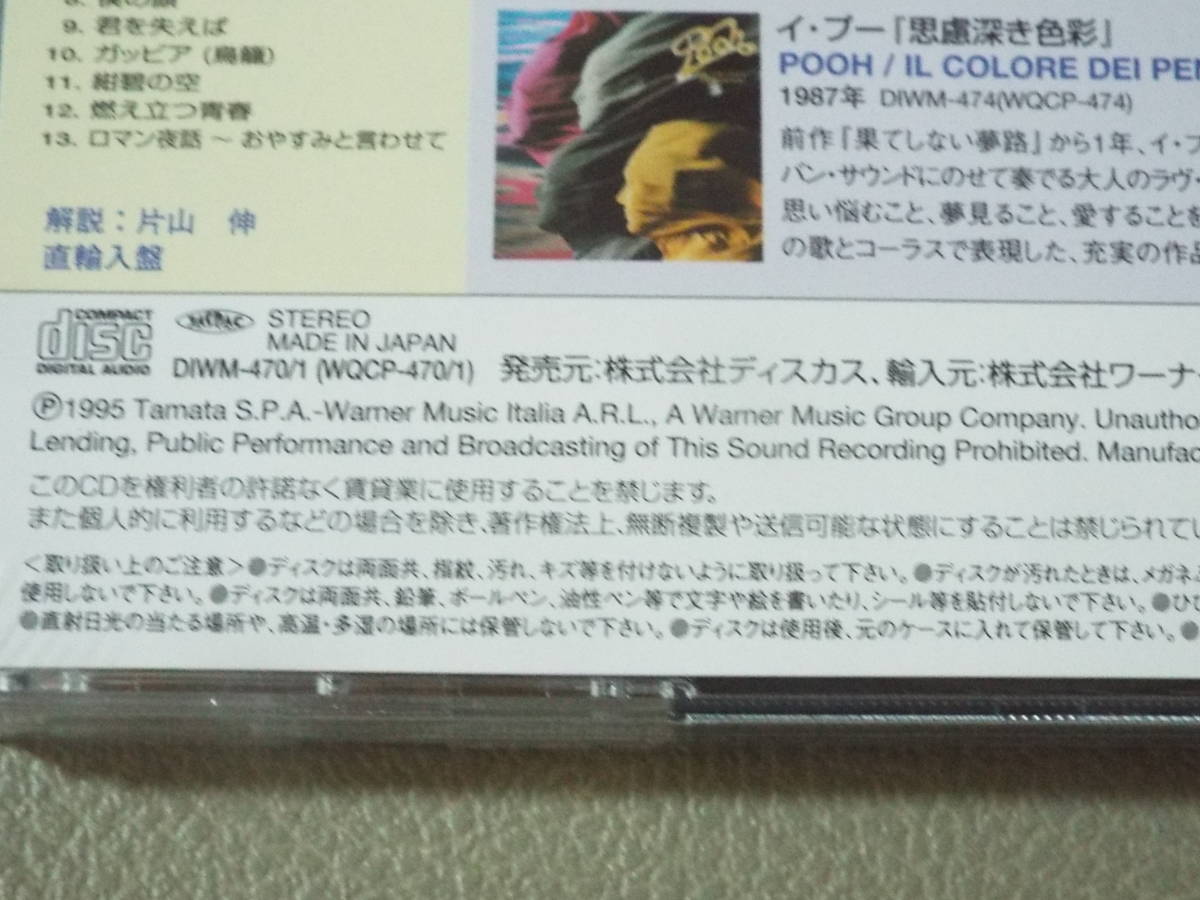 9. 君を失えば
10. ガッビア (鳥籠)
11. 紺碧の空
12. 燃え立つ青春
13. ロマン夜話 ~ おやすみと言わせて
解説:片山 伸
直輸入盤
イ・プー「思慮深き色彩」
POOH / IL COLORE DEI PEN
1987年 DIWM-474(WQCP-474)
前作『果てしない夢路』から1年、イ・プ
バン・サウンドにのせて奏でる大人のラヴ・
思い悩むこと、夢見ること、愛することを
の歌とコーラスで表現した、充実の作品
COMPACT
disc
DIGITAL AUDIO
STEREO
MADE IN JAPAN
DIWM-470/1 (WQCP-470/1)
発売元:株式会社ディスカス、輸入元:株式会社ワーナー
Ⓟ1995 Tamata S.P.A.-Warner Music Italia A.R.L., A Warner Music Group Company. Unautho
Lending, Public Performance and Broadcasting of This Sound Recording Prohibited. Manufac
このCDを権利者の許諾なく賃貸業に使用することを禁じます。
また個人的に利用するなどの場合を除き、著作権法上、無断複製や送信可能な状態にすることは禁じられてい
<取り扱い上のご注意>●ディスクは両面共、指紋、汚れ、キズ等を付けないように取り扱って下さい。●ディスクが汚れたときは、メガネふ
使用しないで下さい。●ディスクは両面共、鉛筆、ボールペン、油性ペン等で文字や絵を書いたり、シール等を貼付しないで下さい。●ひび
●直射日光の当たる場所や、高温・多湿の場所には保管しないで下さい。●ディスクは使用後、元のケースに入れて保管して下さい。●